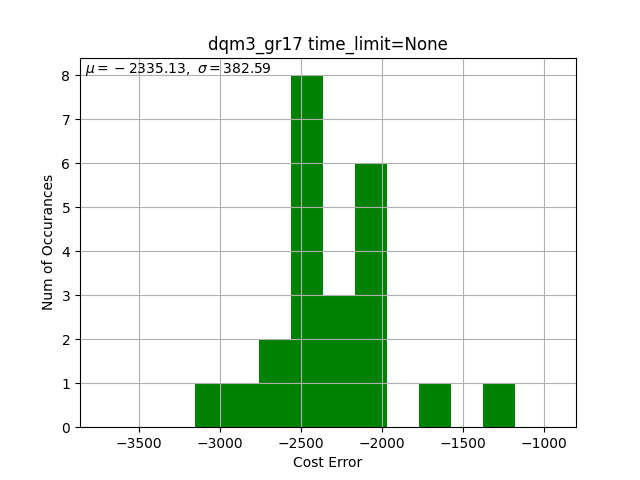 dqm3_gr17 time_limit=None
μ = −2335.13, σ = 382.59
8
7
6
5
4
3
2
1
0
Num of Occurances
−3500 −3000 −2500 −2000 −1500 −1000
Cost Error